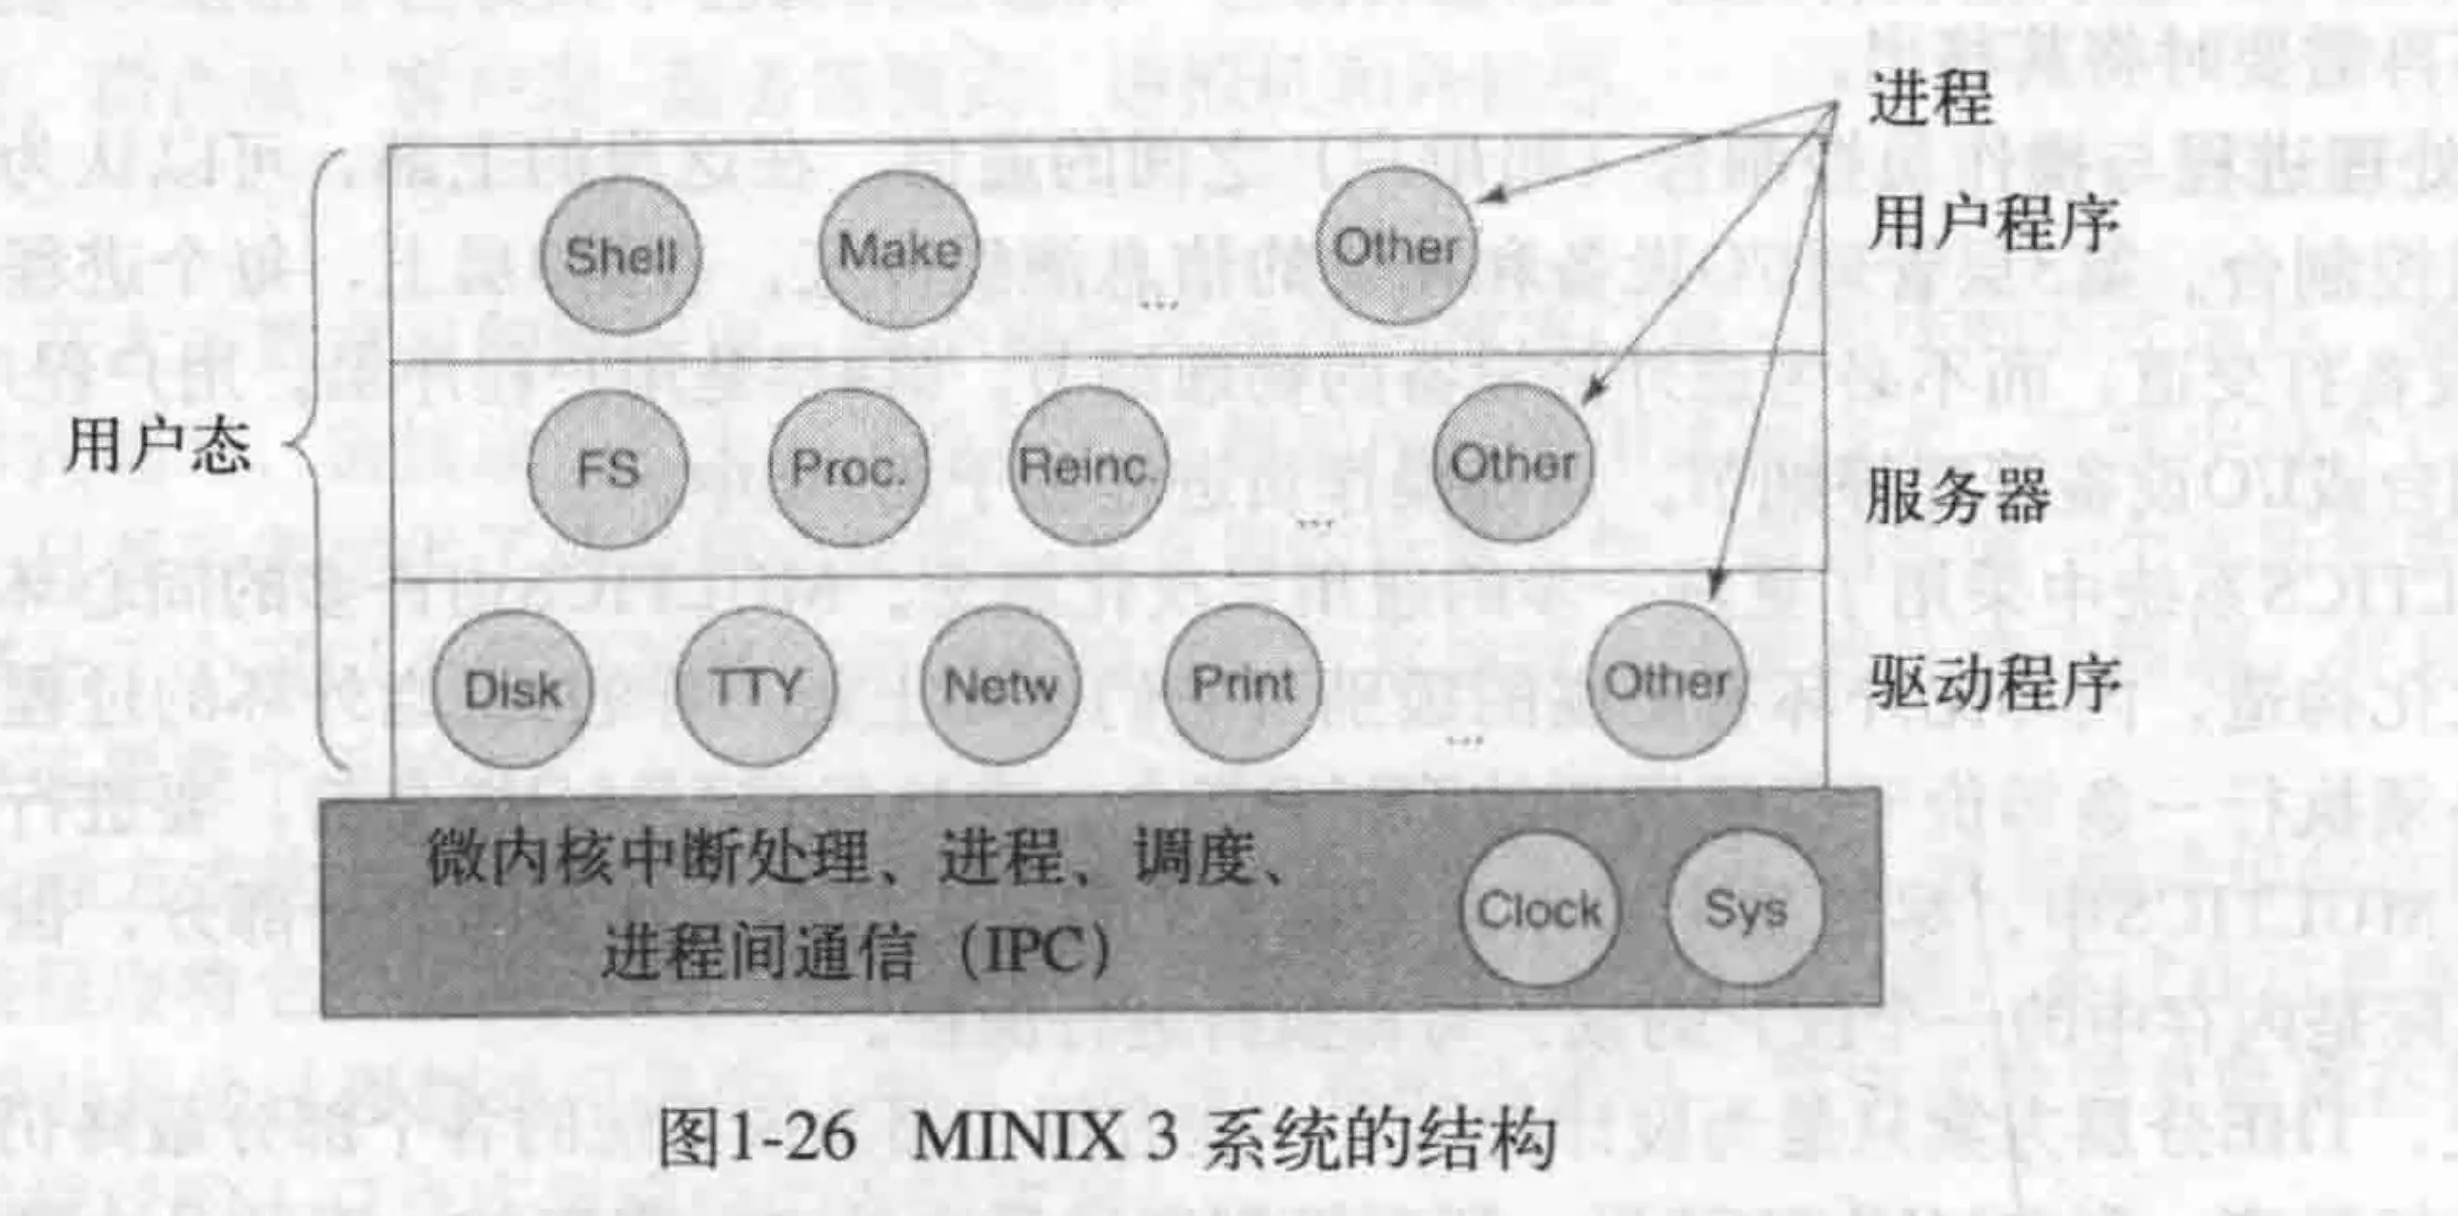 进程
Shell Make ... Other 用户程序
用户态
FS Proc. Reinc. ... Other 服务器
Disk TTY Netw Print ... Other 驱动程序
微内核中断处理、进程、调度、
进程间通信（IPC）
Clock Sys
图1-26 MINIX 3 系统的结构